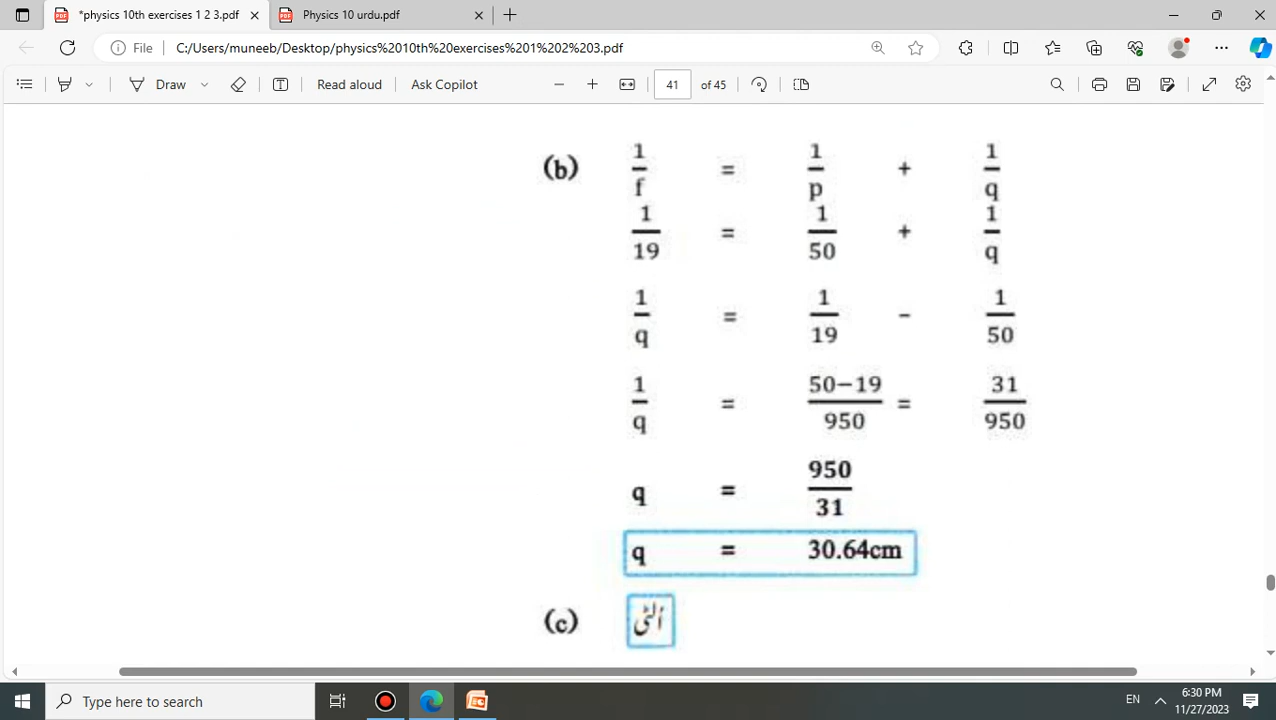 *physics 10th exercises 1 2 3.pdf
Physics 10 urdu.pdf
File C:/Users/muneeb/Desktop/physics%2010th%20exercises%201%202%203.pdf
Draw Read aloud Ask Copilot 41 of 45
(b) 1/f = 1/p + 1/q
1/19 = 1/50 + 1/q
1/q = 1/19 - 1/50
1/q = 50−19/950 = 31/950
q = 950/31
q = 30.64cm
(c) الٹی
Type here to search
EN 6:30 PM
11/27/2023